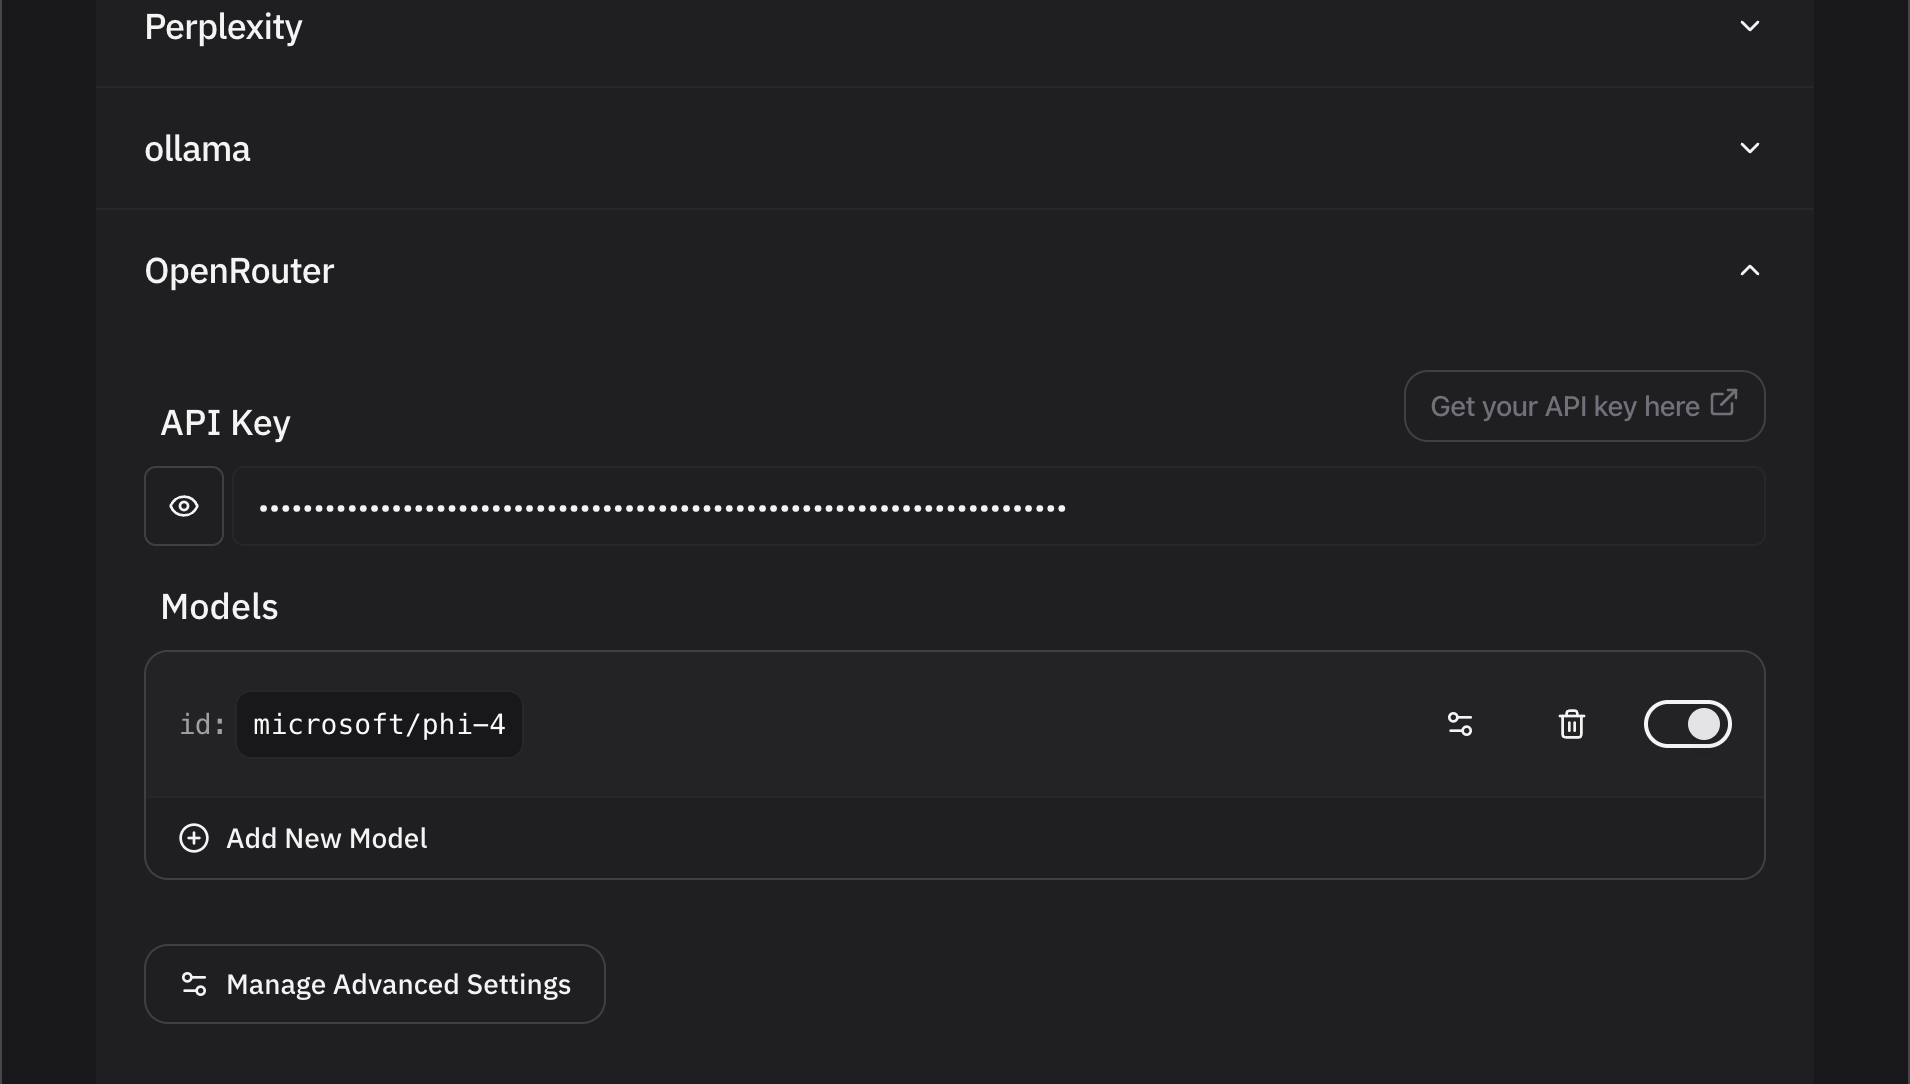 Perplexity
ollama
OpenRouter
API Key
Get your API key here
••••••••••••••••••••••••••••••••••••••••••••••••••••••••••••••••••••••••
Models
id: microsoft/phi-4
Add New Model
Manage Advanced Settings